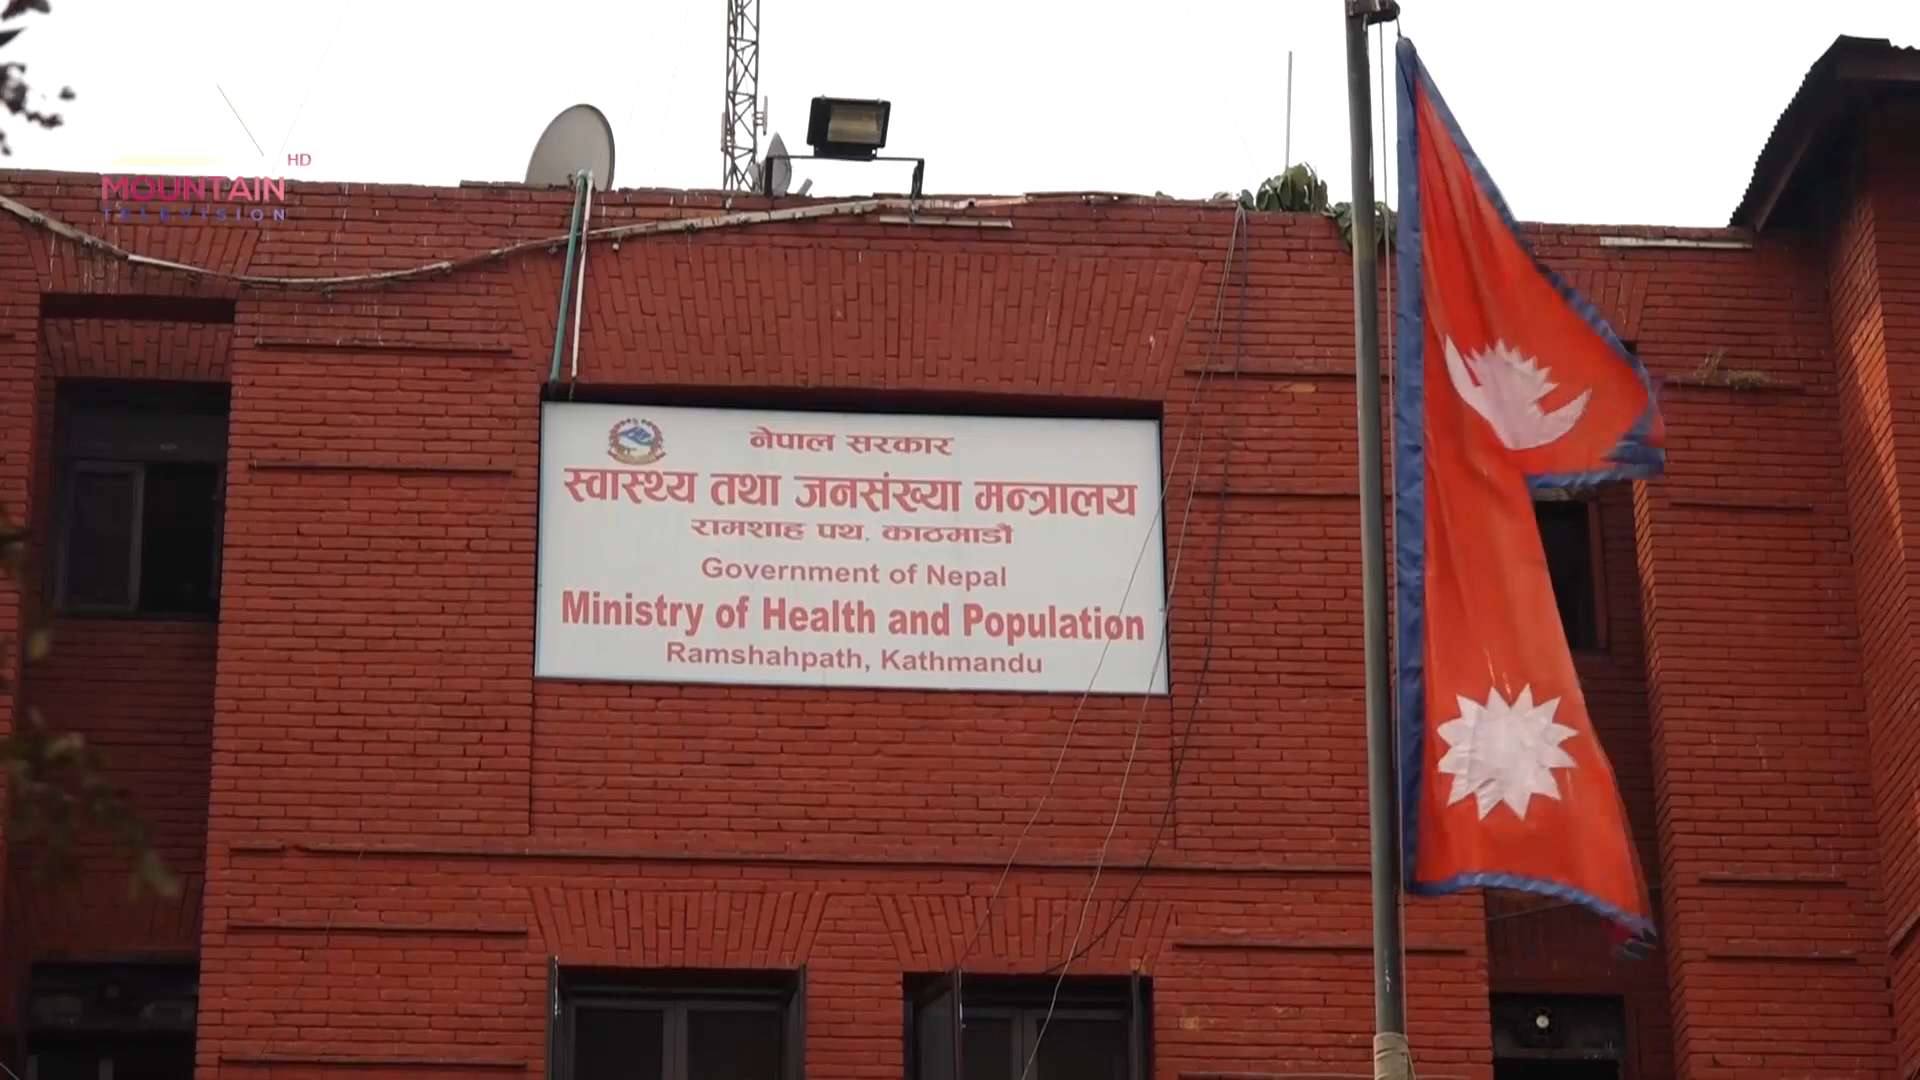 HD
MOUNTAIN
TELEVISION
नेपाल सरकार
स्वास्थ्य तथा जनसंख्या मन्त्रालय
रामशाह पथ, काठमाडौं
Government of Nepal
Ministry of Health and Population
Ramshahpath, Kathmandu